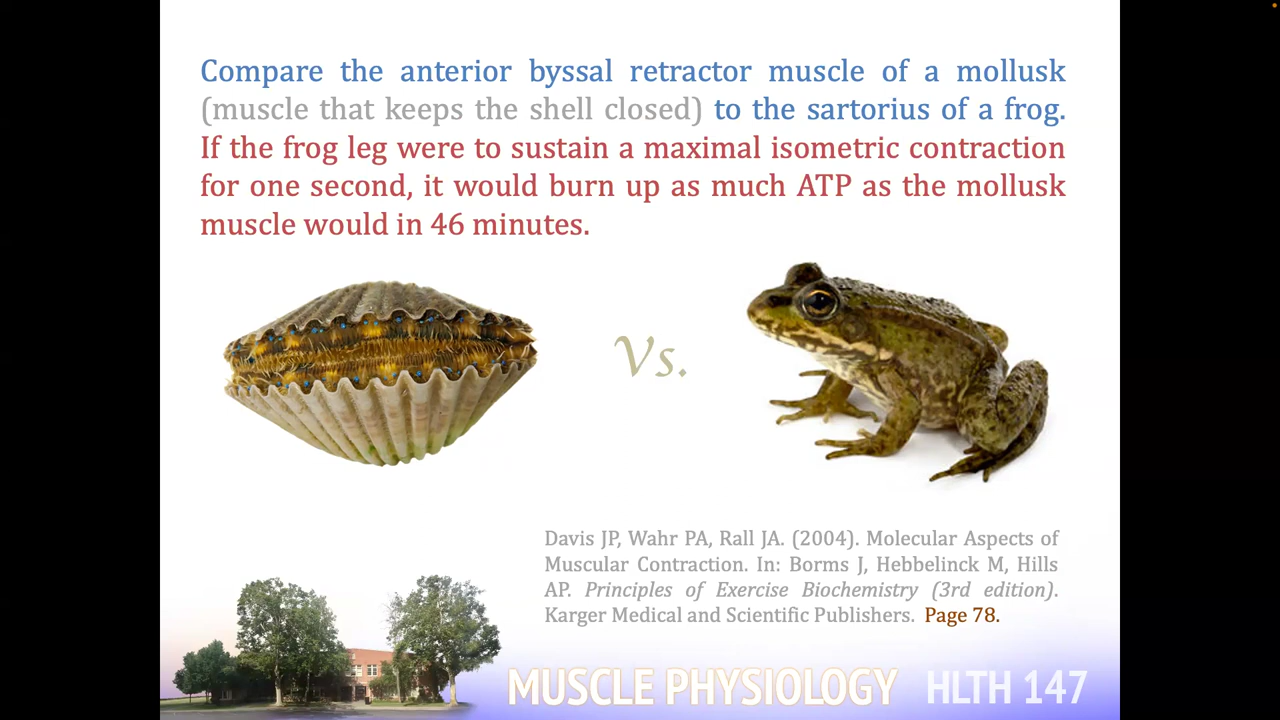 Compare the anterior byssal retractor muscle of a mollusk
(muscle that keeps the shell closed) to the sartorius of a frog.
If the frog leg were to sustain a maximal isometric contraction
for one second, it would burn up as much ATP as the mollusk
muscle would in 46 minutes.
Vs.
Davis JP, Wahr PA, Rall JA. (2004). Molecular Aspects of
Muscular Contraction. In: Borms J, Hebbelinck M, Hills
AP. Principles of Exercise Biochemistry (3rd edition).
Karger Medical and Scientific Publishers. Page 78.
MUSCLE PHYSIOLOGY HLTH 147